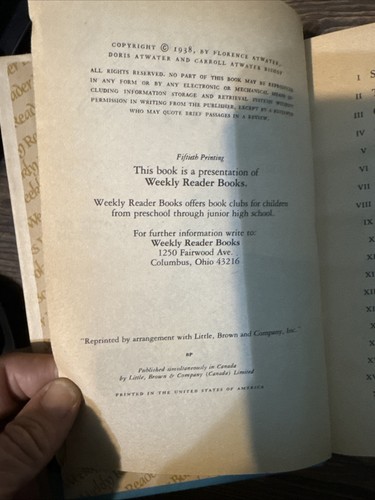 COPYRIGHT © 1938, BY FLORENCE ATWATER,
DORIS ATWATER AND CARROLL ATWATER BISHOP
ALL RIGHTS RESERVED. NO PART OF THIS BOOK MAY BE REPRODUCED
IN ANY FORM OR BY ANY ELECTRONIC OR MECHANICAL MEANS IN-
CLUDING INFORMATION STORAGE AND RETRIEVAL SYSTEMS WITHOUT
PERMISSION IN WRITING FROM THE PUBLISHER, EXCEPT BY A REVIEWER
WHO MAY QUOTE BRIEF PASSAGES IN A REVIEW.
Fiftieth Printing
This book is a presentation of
Weekly Reader Books.
Weekly Reader Books offers book clubs for children
from preschool through junior high school.
For further information write to:
Weekly Reader Books
1250 Fairwood Ave.
Columbus, Ohio 43216
"Reprinted by arrangement with Little, Brown and Company, Inc."
BP
Published simultaneously in Canada
by Little, Brown & Company (Canada) Limited
PRINTED IN THE UNITED STATES OF AMERICA
I S
II T
III
IV
V
VI
VII
VIII
IX
X